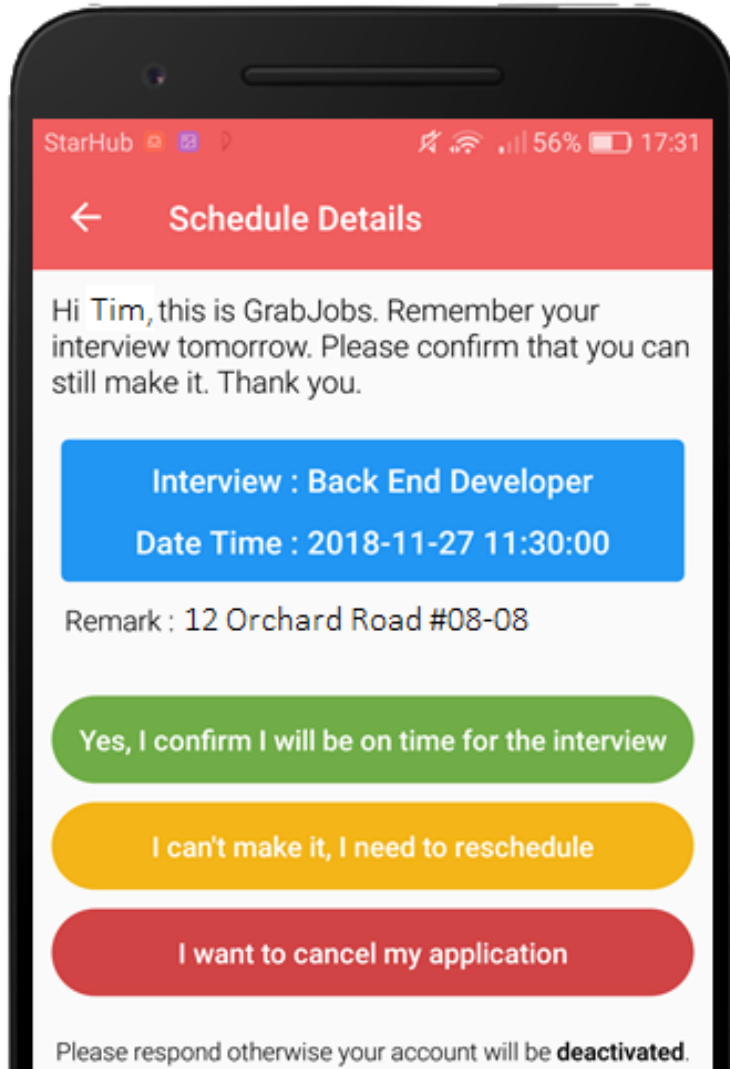 StarHub 56% 17:31
Schedule Details
Hi Tim, this is GrabJobs. Remember your
interview tomorrow. Please confirm that you can
still make it. Thank you.
Interview : Back End Developer
Date Time : 2018-11-27 11:30:00
Remark : 12 Orchard Road #08-08
Yes, I confirm I will be on time for the interview
I can't make it, I need to reschedule
I want to cancel my application
Please respond otherwise your account will be deactivated.